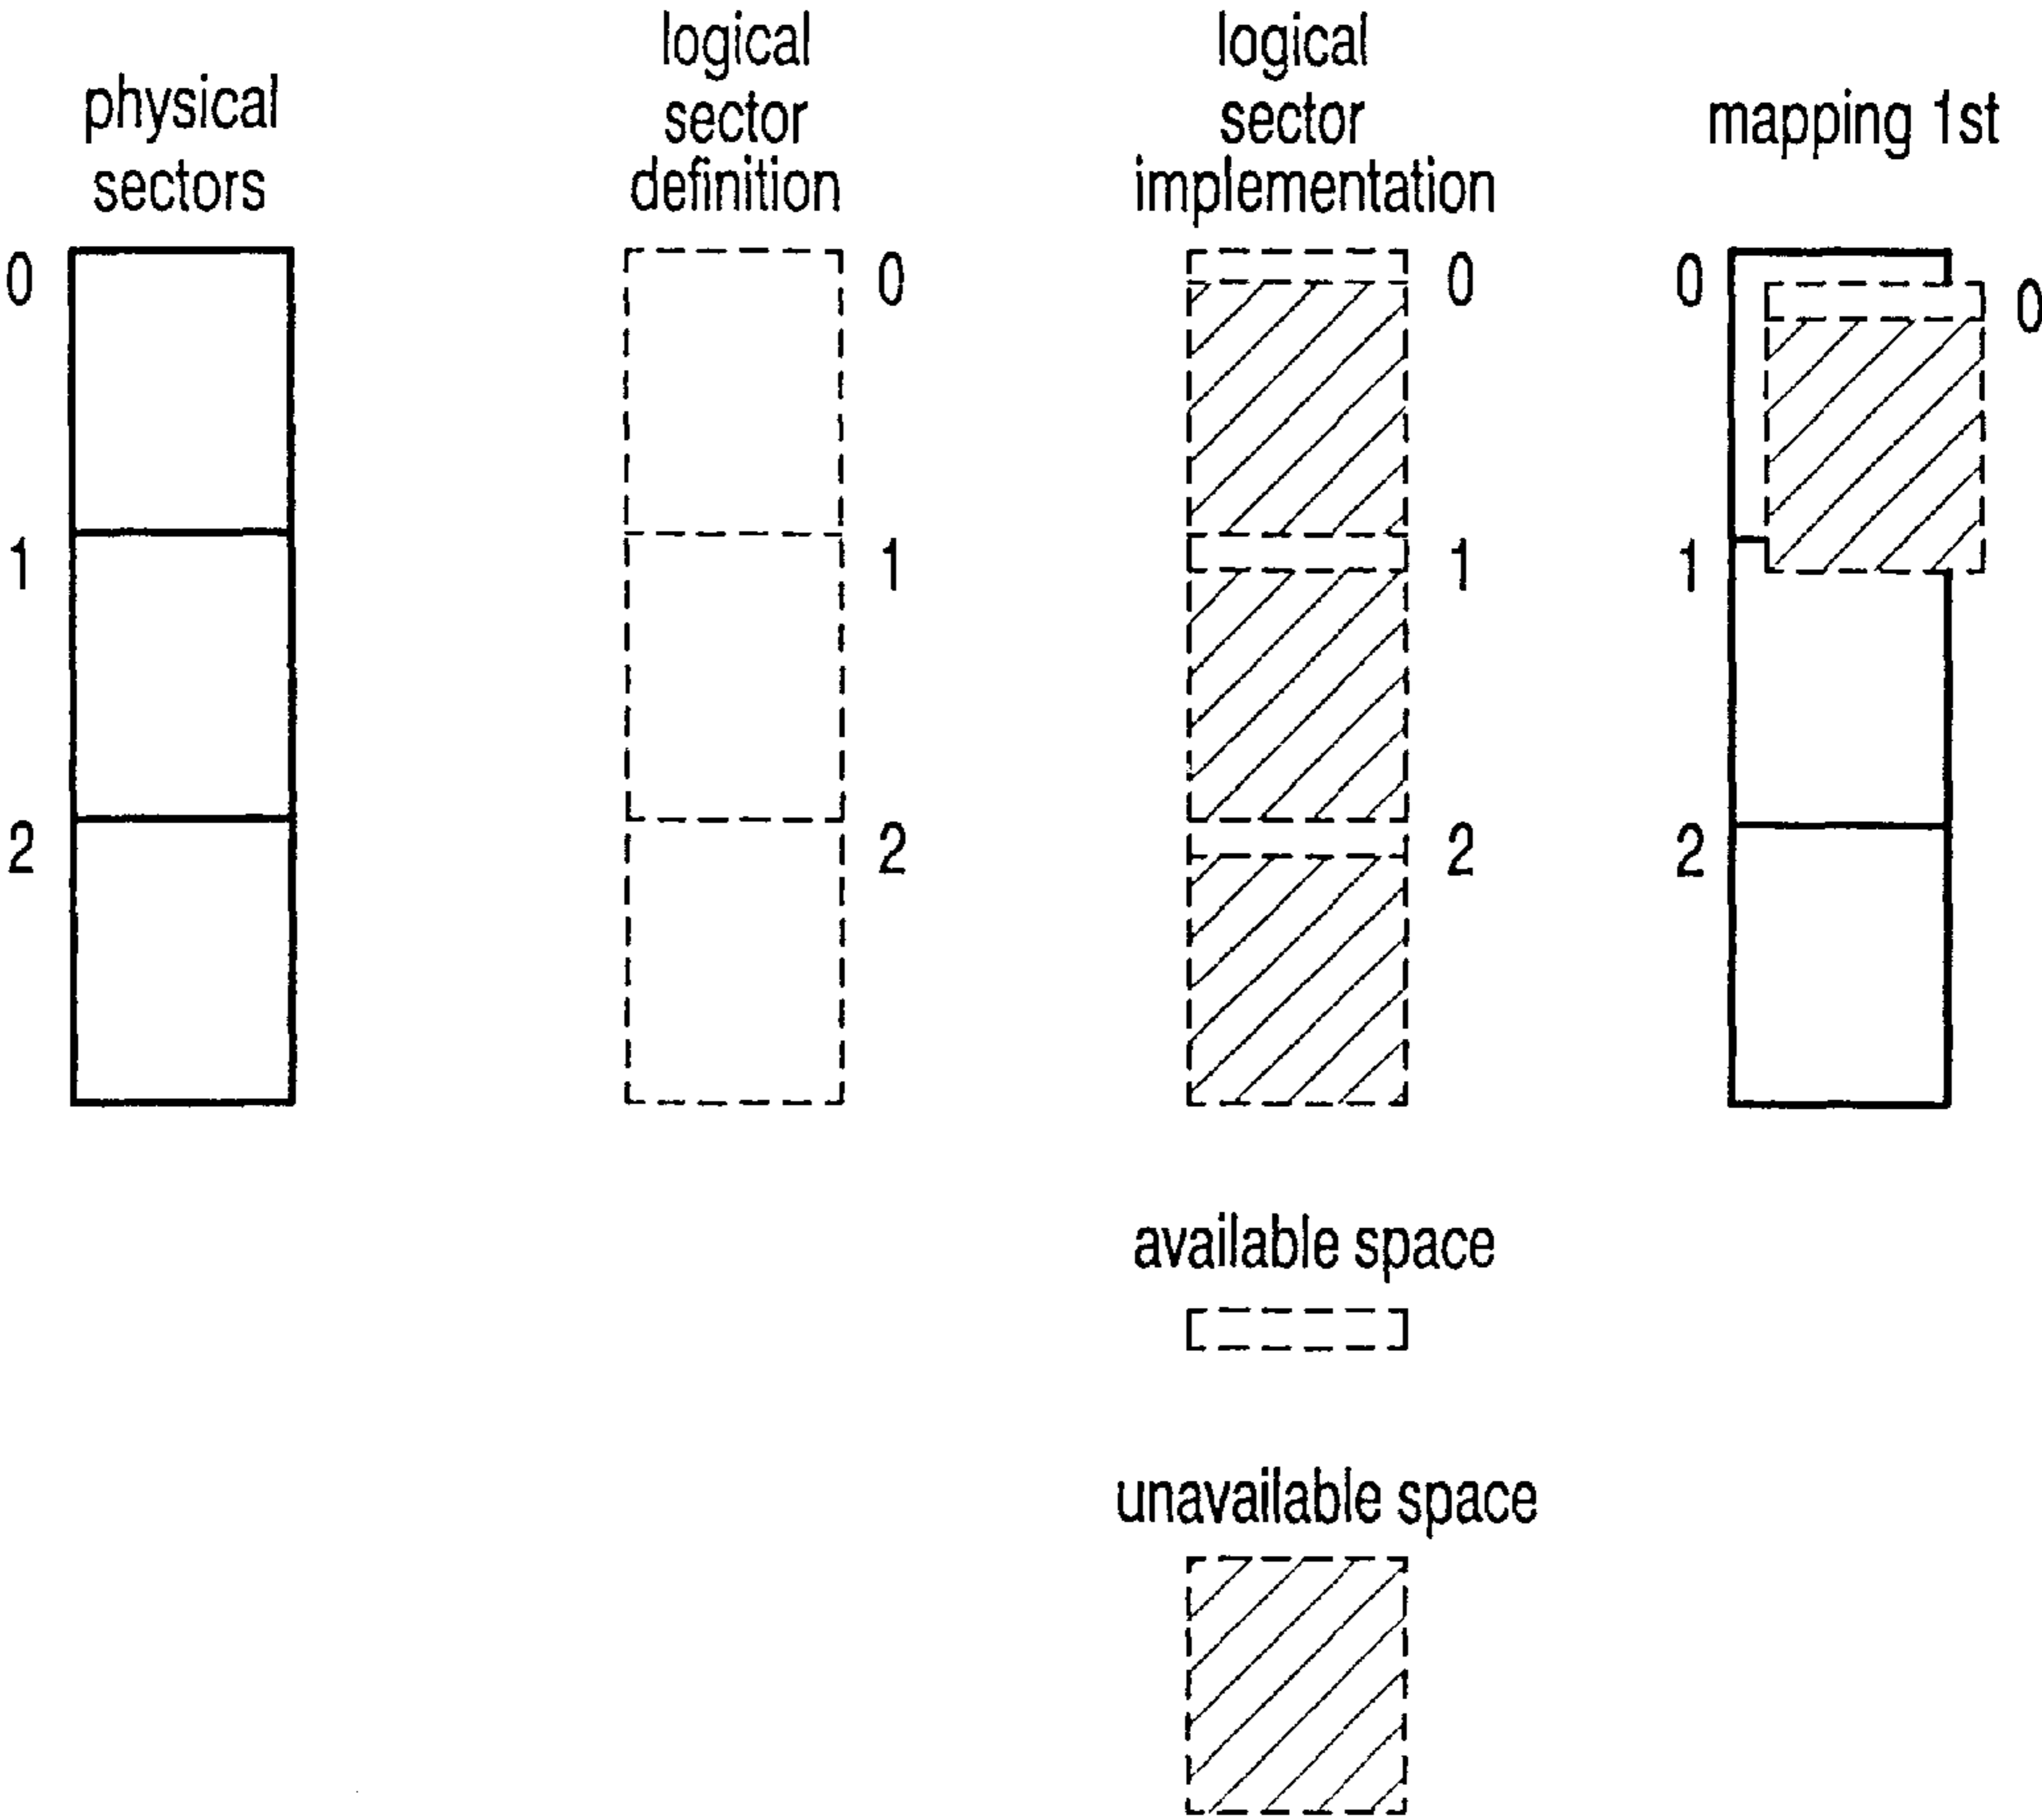 physical
sectors
logical
sector
definition
logical
sector
implementation
mapping 1st
0
0
0
0
0
1
1
1
1
2
2
2
2
available space
unavailable space